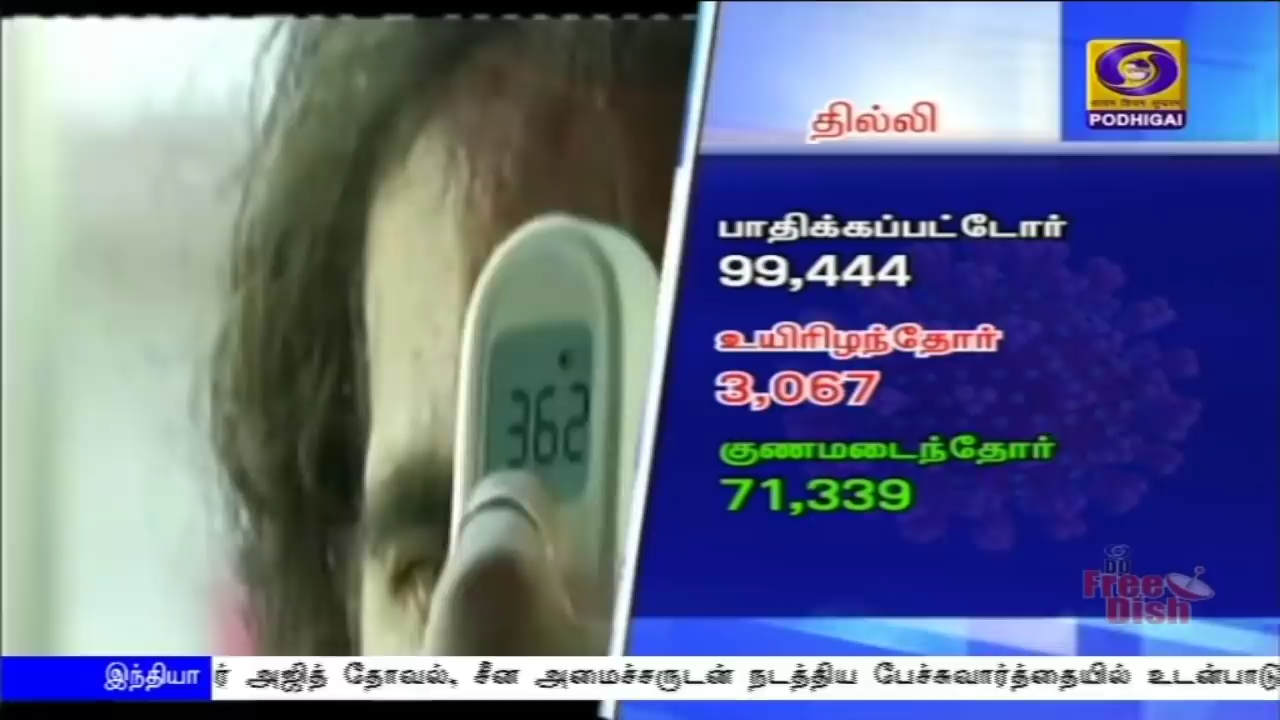 தில்லி
PODHIGAI
பாதிக்கப்பட்டோர்
99,444
உயிரிழந்தோர்
3,067
குணமடைந்தோர்
71,339
362
DD
Free
Dish
இந்தியா ர் அஜித் தோவல், சீன அமைச்சருடன் நடத்திய பேச்சுவார்த்தையில் உடன்பாடு